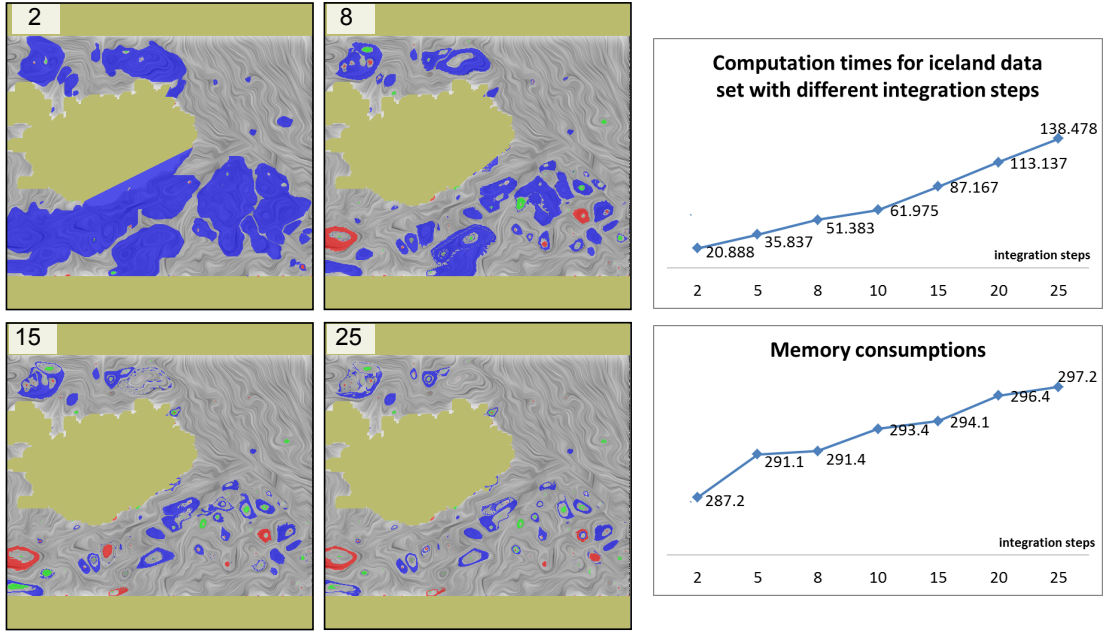 2
8
15
25
Computation times for iceland data
set with different integration steps
20.888
35.837
51.383
61.975
87.167
113.137
138.478
integration steps
2 5 8 10 15 20 25
Memory consumptions
287.2
291.1
291.4
293.4
294.1
296.4
297.2
integration steps
2 5 8 10 15 20 25